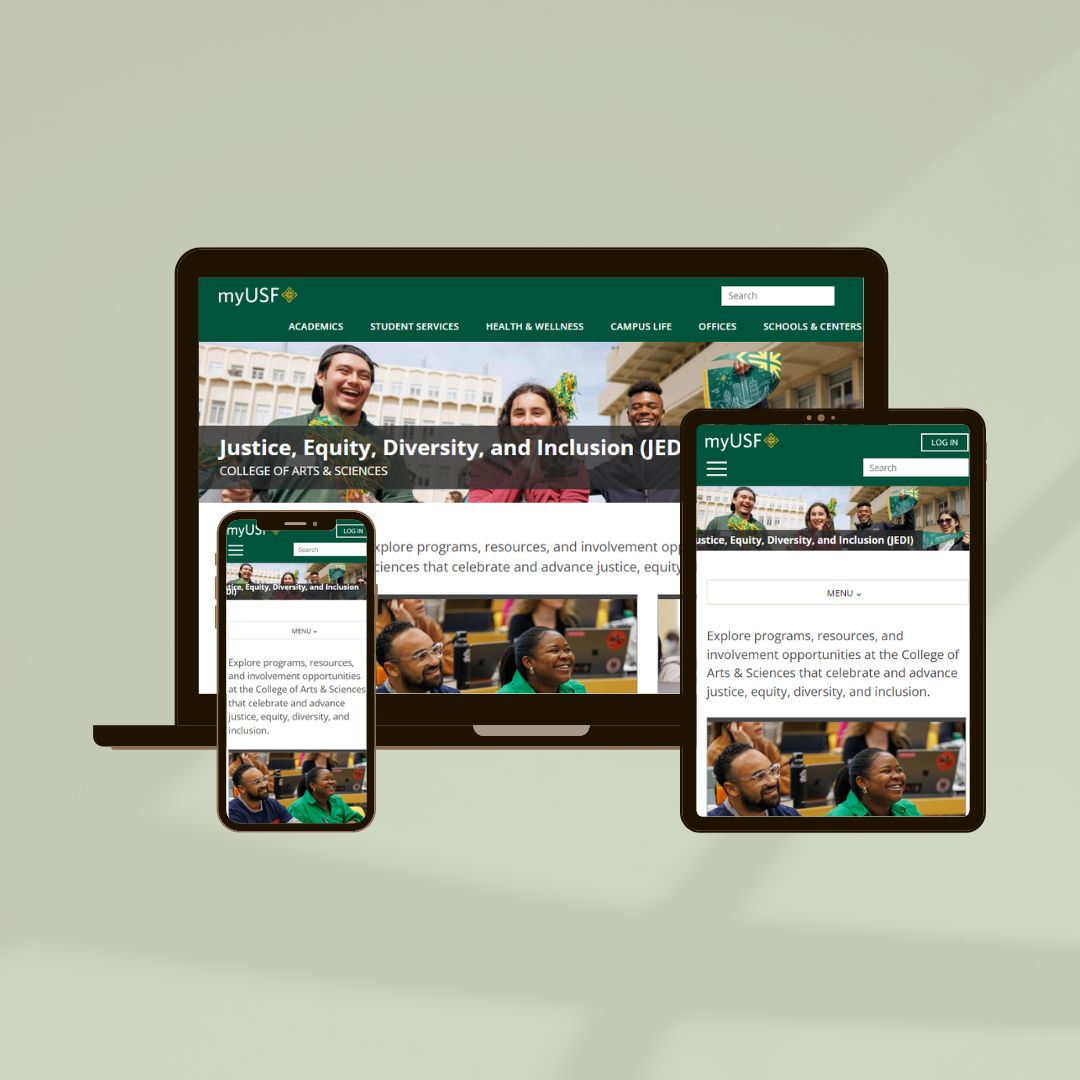 myUSF
Search
ACADEMICS STUDENT SERVICES HEALTH & WELLNESS CAMPUS LIFE OFFICES SCHOOLS & CENTERS
Justice, Equity, Diversity, and Inclusion (JED
COLLEGE OF ARTS & SCIENCES
xplore programs, resources, and involvement opp
ciences that celebrate and advance justice, equity
myUSF
LOG IN
Search
ustice, Equity, Diversity, and Inclusion (JEDI)
MENU
Explore programs, resources, and
involvement opportunities at the College of
Arts & Sciences that celebrate and advance
justice, equity, diversity, and inclusion.
myUSF
LOG IN
Search
tice, Equity, Diversity, and Inclusion
DI)
MENU
Explore programs, resources,
and involvement opportunities
at the College of Arts & Sciences
that celebrate and advance
justice, equity, diversity, and
inclusion.